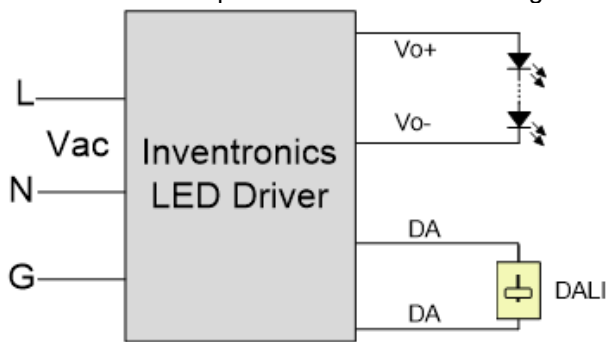 L
Vac
N
G
Inventronics
LED Driver
Vo+
Vo-
DA
DA
DALI